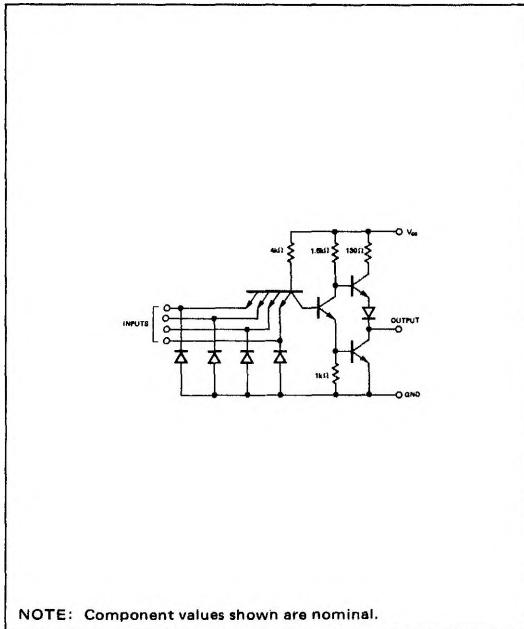 4kΩ 1.6kΩ 130Ω Vcc
INPUTS
OUTPUT
1kΩ
GND
NOTE: Component values shown are nominal.